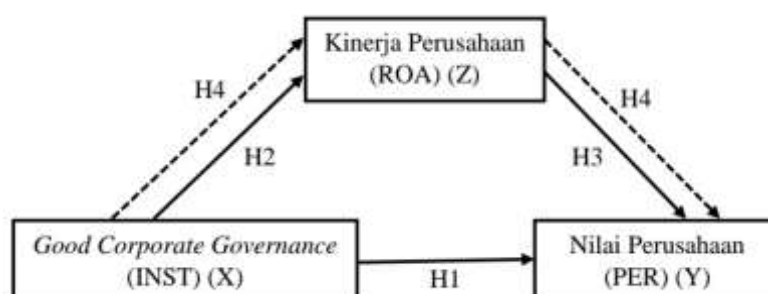 Kinerja Perusahaan
(ROA) (Z)
H4
H4
H2
H3
Good Corporate Governance
(INST) (X)
H1
Nilai Perusahaan
(PER) (Y)